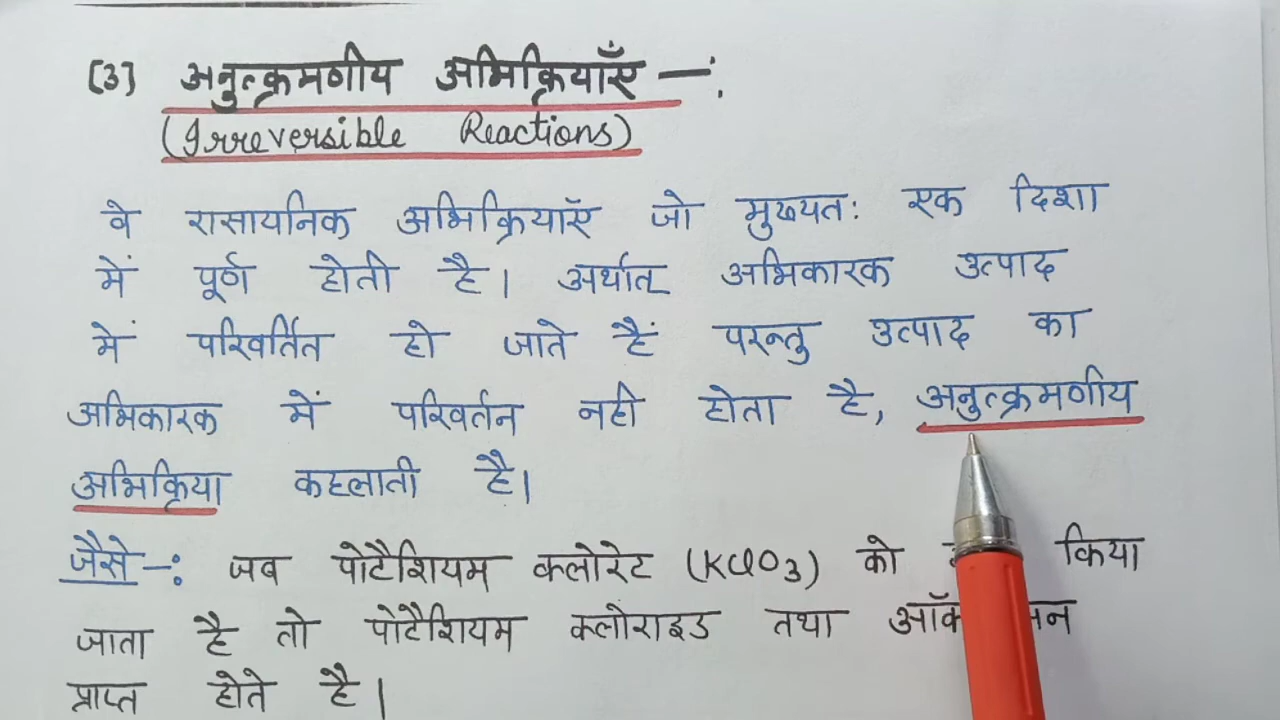 (3) अनुत्क्रमणीय अभिक्रियाएँ —:
(Irreversible Reactions)
वे रासायनिक अभिक्रियाएँ जो मुख्यतः एक दिशा
में पूर्ण होती है। अर्थात् अभिकारक उत्पाद
में परिवर्तित हो जाते हैं परन्तु उत्पाद का
अभिकारक में परिवर्तन नही होता है, अनुत्क्रमणीय
अभिक्रिया कहलाती है।
जैसे —: जब पोटैशियम क्लोरेट (KClO3) को किया
जाता है तो पोटैशियम क्लोराइड तथा
प्राप्त होते है।